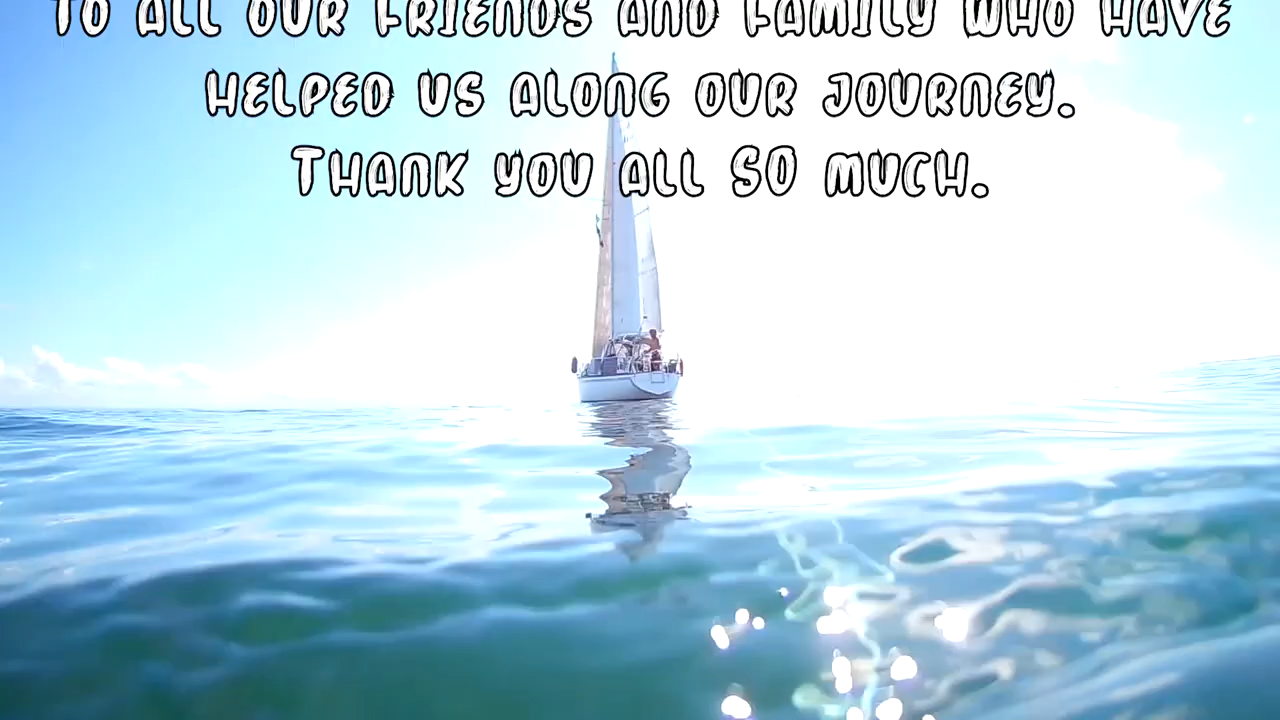 TO ALL OUR FRIENDS AND FAMILY WHO HAVE
HELPED US ALONG OUR JOURNEY.
THANK YOU ALL SO MUCH.